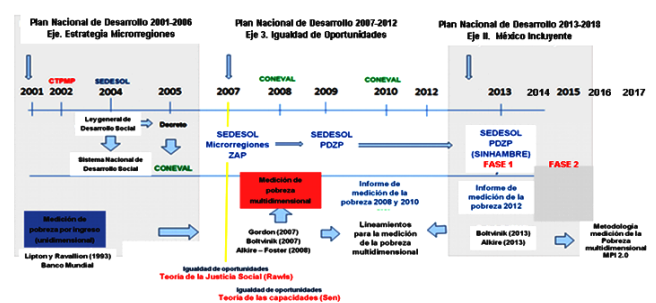 Plan Nacional de Desarrollo 2001-2006
Eje. Estrategia Microrregiones
Plan Nacional de Desarrollo 2007-2012
Eje 3. Igualdad de Oportunidades
Plan Nacional de Desarrollo 2013-2018
Eje II. México Incluyente
CTPMP
SEDESOL
CONEVAL
CONEVAL
2001
2002
2004
2005
2007
2008
2009
2010
2012
2013
2014
2015
2016
2017
Ley general de
Desarrollo Social
Decreto
Sistema Nacional de
Desarrollo Social
CONEVAL
SEDESOL
Microrregiones
ZAP
SEDESOL
PDZP
SEDESOL
PDZP
(SINHAMBRE)
FASE 1
FASE 2
Medición de
pobreza
multidimensional
Informe de
medición de la
pobreza 2008 y 2010
Informe de
medición de la
pobreza 2012
Medición de
pobreza por ingreso
(unidimensional)
Lipton y Ravallion (1993)
Banco Mundial
Gordon (2007)
Boltvinik (2007)
Alkire – Foster (2008)
Lineamientos
para la medición
de la pobreza
multidimensional
Boltvinik (2013)
Alkire (2013)
Metodología
medición de la
Pobreza
multidimensional
MPI 2.0
Igualdad de oportunidades
Teoría de la Justicia Social (Rawls)
Igualdad de oportunidades
Teoría de las capacidades (Sen)